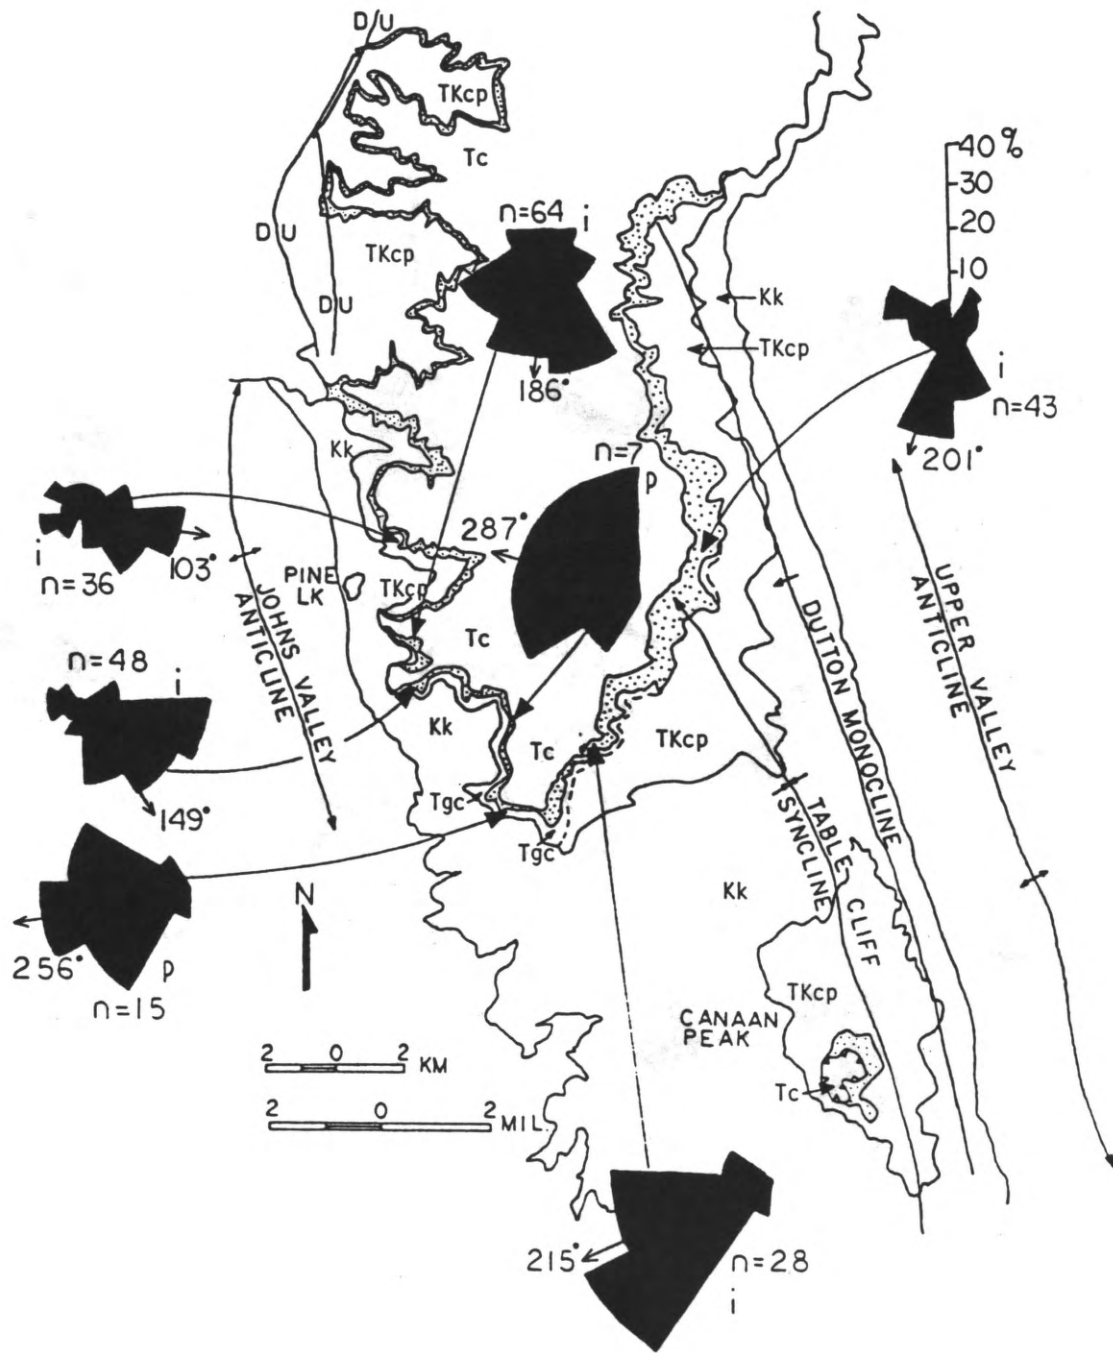 D/U
TKcp
Tc
40%
30
20
10
n=64
i
D U
TKcp
D U
Kk
TKcp
186°
i
n=43
201°
Kk
n=7
p
287°
i
n=36
103°
PINE
LK
TKcp
JOHNS VALLEY
ANTICLINE
Tc
UPPER VALLEY
ANTICLINE
DUTTON MONOCLINE
n=48
i
149°
Kk
Tc
TKcp
Tgc
Tgc
TABLE CLIFF
SYNCLINE
Kk
N
256°
p
n=15
TKcp
CANAAN
PEAK
Tc
2 0 2
KM
2 0 2
MIL.
215°
n=28
i